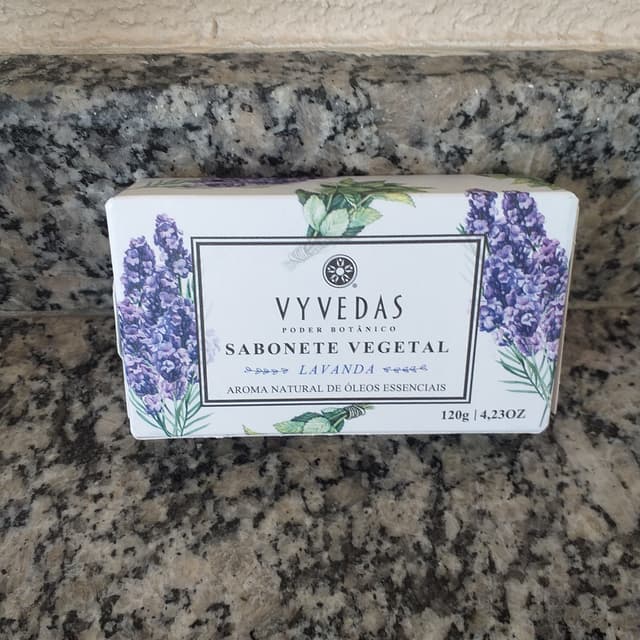 VYVEDAS
PODER BOTÂNICO
SABONETE VEGETAL
LAVANDA
AROMA NATURAL DE ÓLEOS ESSENCIAIS
120g | 4,23OZ